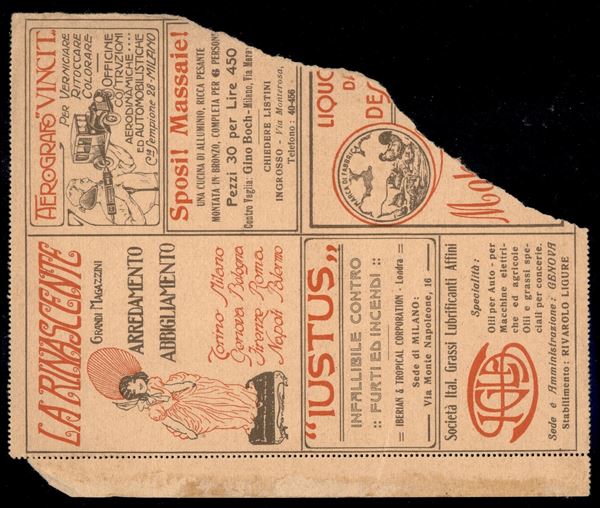 AEROGRAFO "VINCIT"
PER VERNICIARE
RITOCCARE
COLORARE
OFFICINE
COSTRUZIONI
AERODINAMICHE....
ED AUTOMOBILISTICHE
Cso Sempione 28-MILANO
Sposi! Massaie!
UNA CUCINA DI ALLUMINIO, RICCA PESANTE
MONTATA IN BRONZO, COMPLETA PER 6 PERSONE
Pezzi 30 per Lire 450
Contro Vaglia: Gino Boch - Milano, Via
CHIEDERE LISTINI
INGROSSO - Via Monterosa,
Telefono: 40-456
LIQUO
DES
MARCA DI FABBRICA
LA RINASCENTE
GRANDI MAGAZZINI
ARREDAMENTO
ABBIGLIAMENTO
Torino Milano
Genova Bologna
Firenze Roma
Napoli Palermo
"IUSTUS„
INFALLIBILE CONTRO
:: FURTI ED INCENDI ::
IBERIAN & TROPICAL CORPORATION - Londra
Sede di MILANO:
Via Monte Napoleone, 16
Società Ital. Grassi Lubrificanti Affini
Specialità:
Olii per Auto - per
Macchine elettri-
che ed agricole
Olii e grassi spe-
ciali per concerie.
Sede e Amministrazione: GENOVA
Stabilimento: RIVAROLO LIGURE